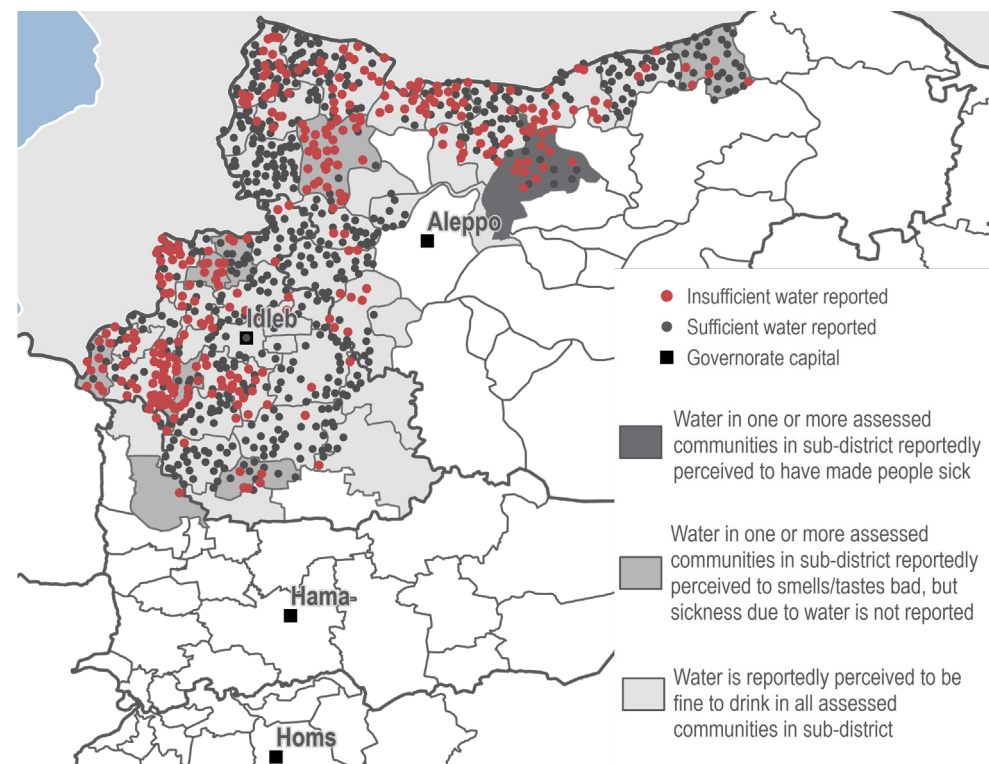 Aleppo
Idleb
Hama-
Homs
Insufficient water reported
Sufficient water reported
Governorate capital
Water in one or more assessed
communities in sub-district reportedly
perceived to have made people sick
Water in one or more assessed
communities in sub-district reportedly
perceived to smells/tastes bad, but
sickness due to water is not reported
Water is reportedly perceived to be
fine to drink in all assessed
communities in sub-district